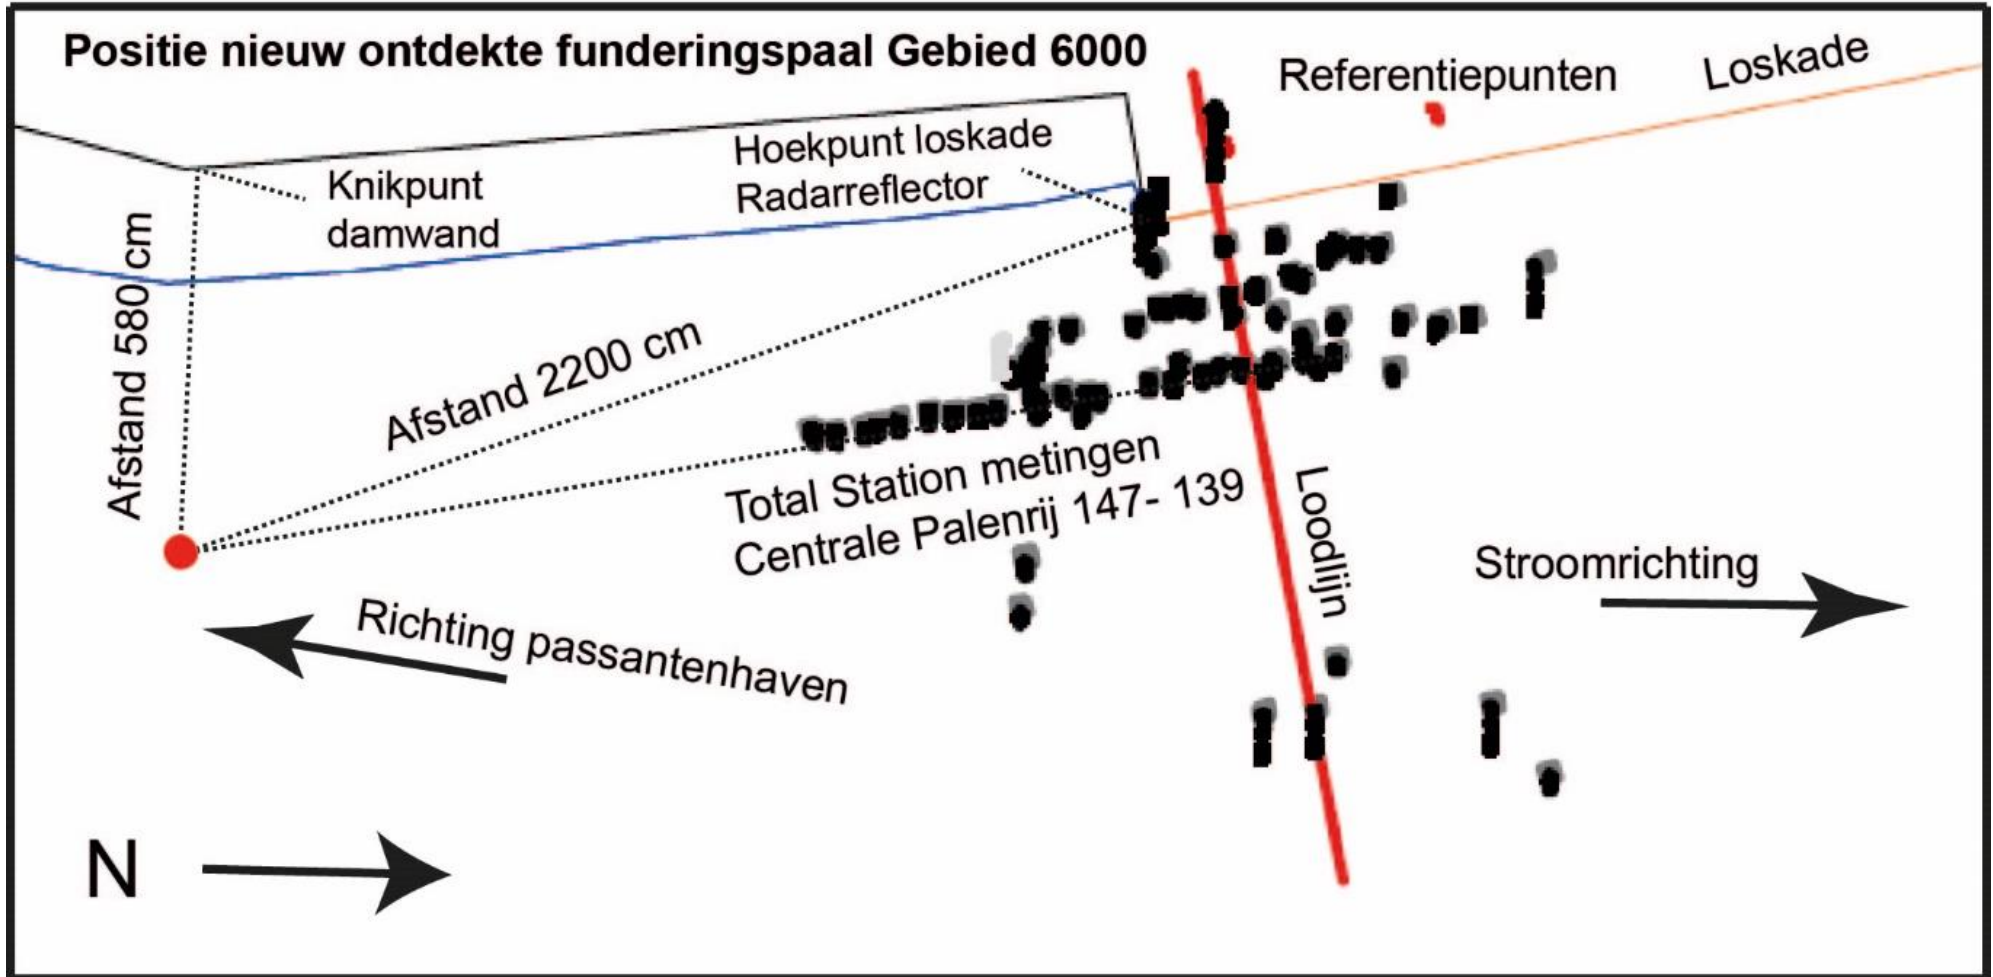 Positie nieuw ontdekte funderingspaal Gebied 6000
Referentiepunten
Loskade
Hoekpunt loskade
Radarreflector
Knikpunt
damwand
Afstand 580 cm
Afstand 2200 cm
Total Station metingen
Centrale Palenrij 147- 139
Loodlijn
Stroomrichting
Richting passantenhaven
N